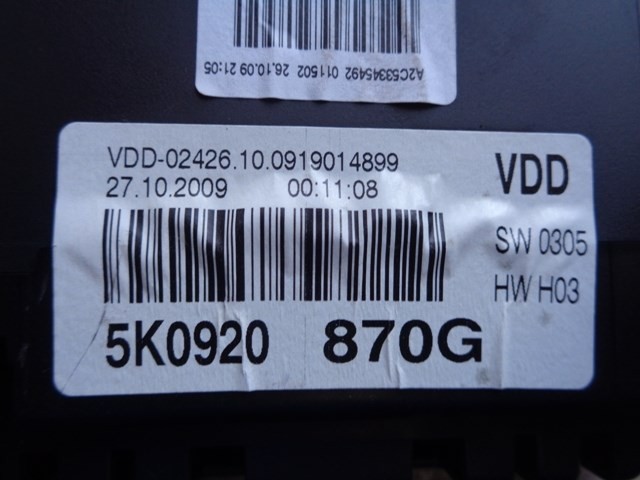 A2C53345492 011502 26.10.09 21:05
VDD-02426.10.0919014899
27.10.2009 00:11:08
VDD
SW 0305
HW H03
5K0920 870G